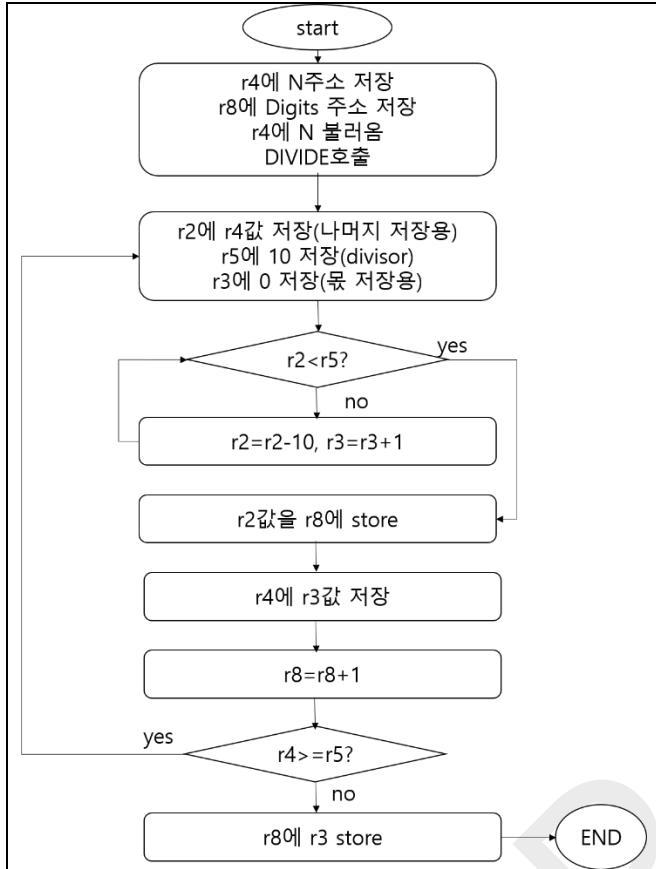 start
r4에 N주소 저장
r8에 Digits 주소 저장
r4에 N 불러옴
DIVIDE호출
r2에 r4값 저장(나머지 저장용)
r5에 10 저장(divisor)
r3에 0 저장(몫 저장용)
r2<r5?
yes
no
r2=r2-10, r3=r3+1
r2값을 r8에 store
r4에 r3값 저장
r8=r8+1
yes
r4>=r5?
no
r8에 r3 store
END